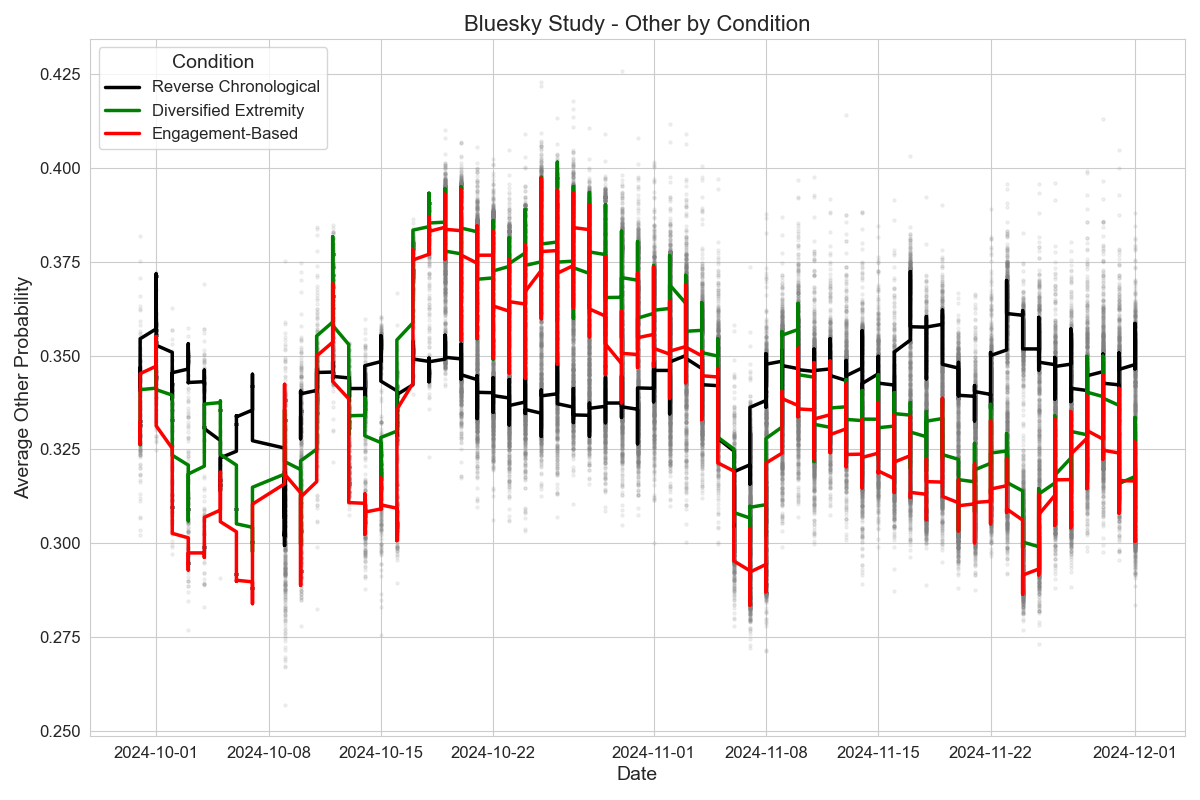 Bluesky Study - Other by Condition
Condition
Reverse Chronological
Diversified Extremity
Engagement-Based
Average Other Probability
0.425
0.400
0.375
0.350
0.325
0.300
0.275
0.250
2024-10-01
2024-10-08
2024-10-15
2024-10-22
2024-11-01
2024-11-08
2024-11-15
2024-11-22
2024-12-01
Date